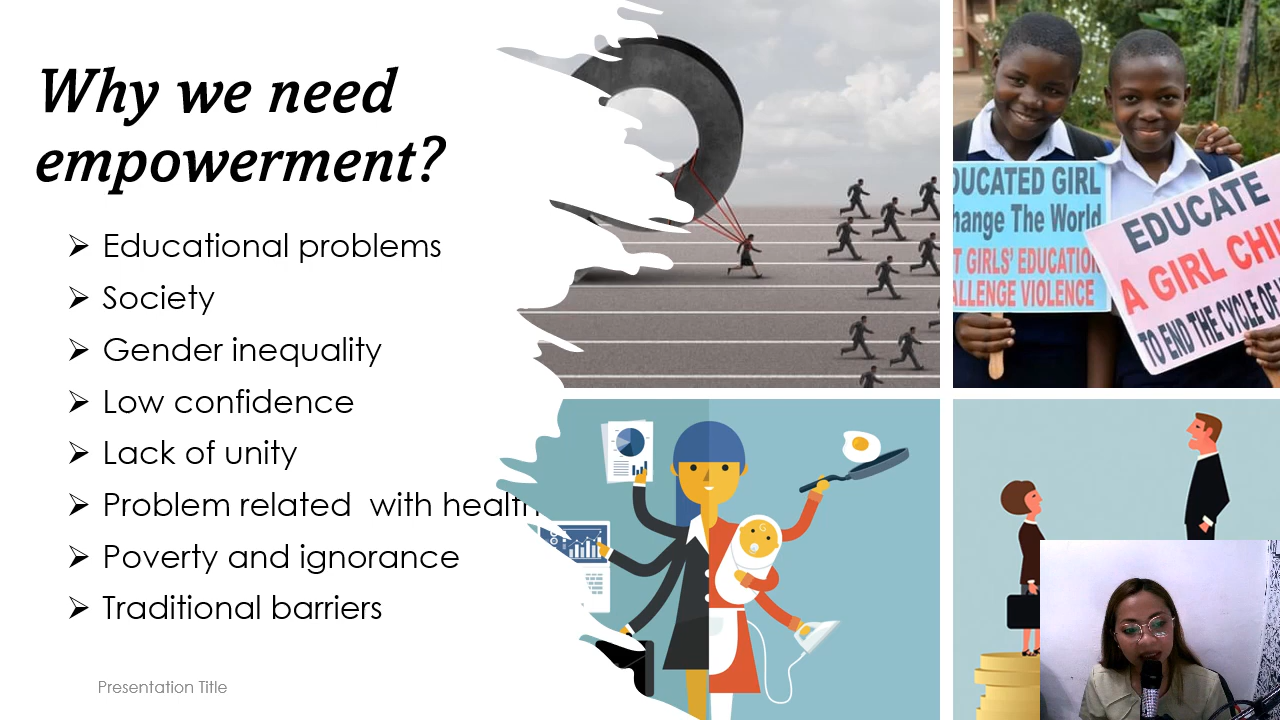 Why we need
empowerment?
➢ Educational problems
➢ Society
➢ Gender inequality
➢ Low confidence
➢ Lack of unity
➢ Problem related  with health
➢ Poverty and ignorance
➢ Traditional barriers
Presentation Title
DUCATED GIRL
hange The World
T GIRLS' EDUCATION
ALLENGE VIOLENCE
EDUCATE
A GIRL CHI
TO END THE CYCLE OF
G